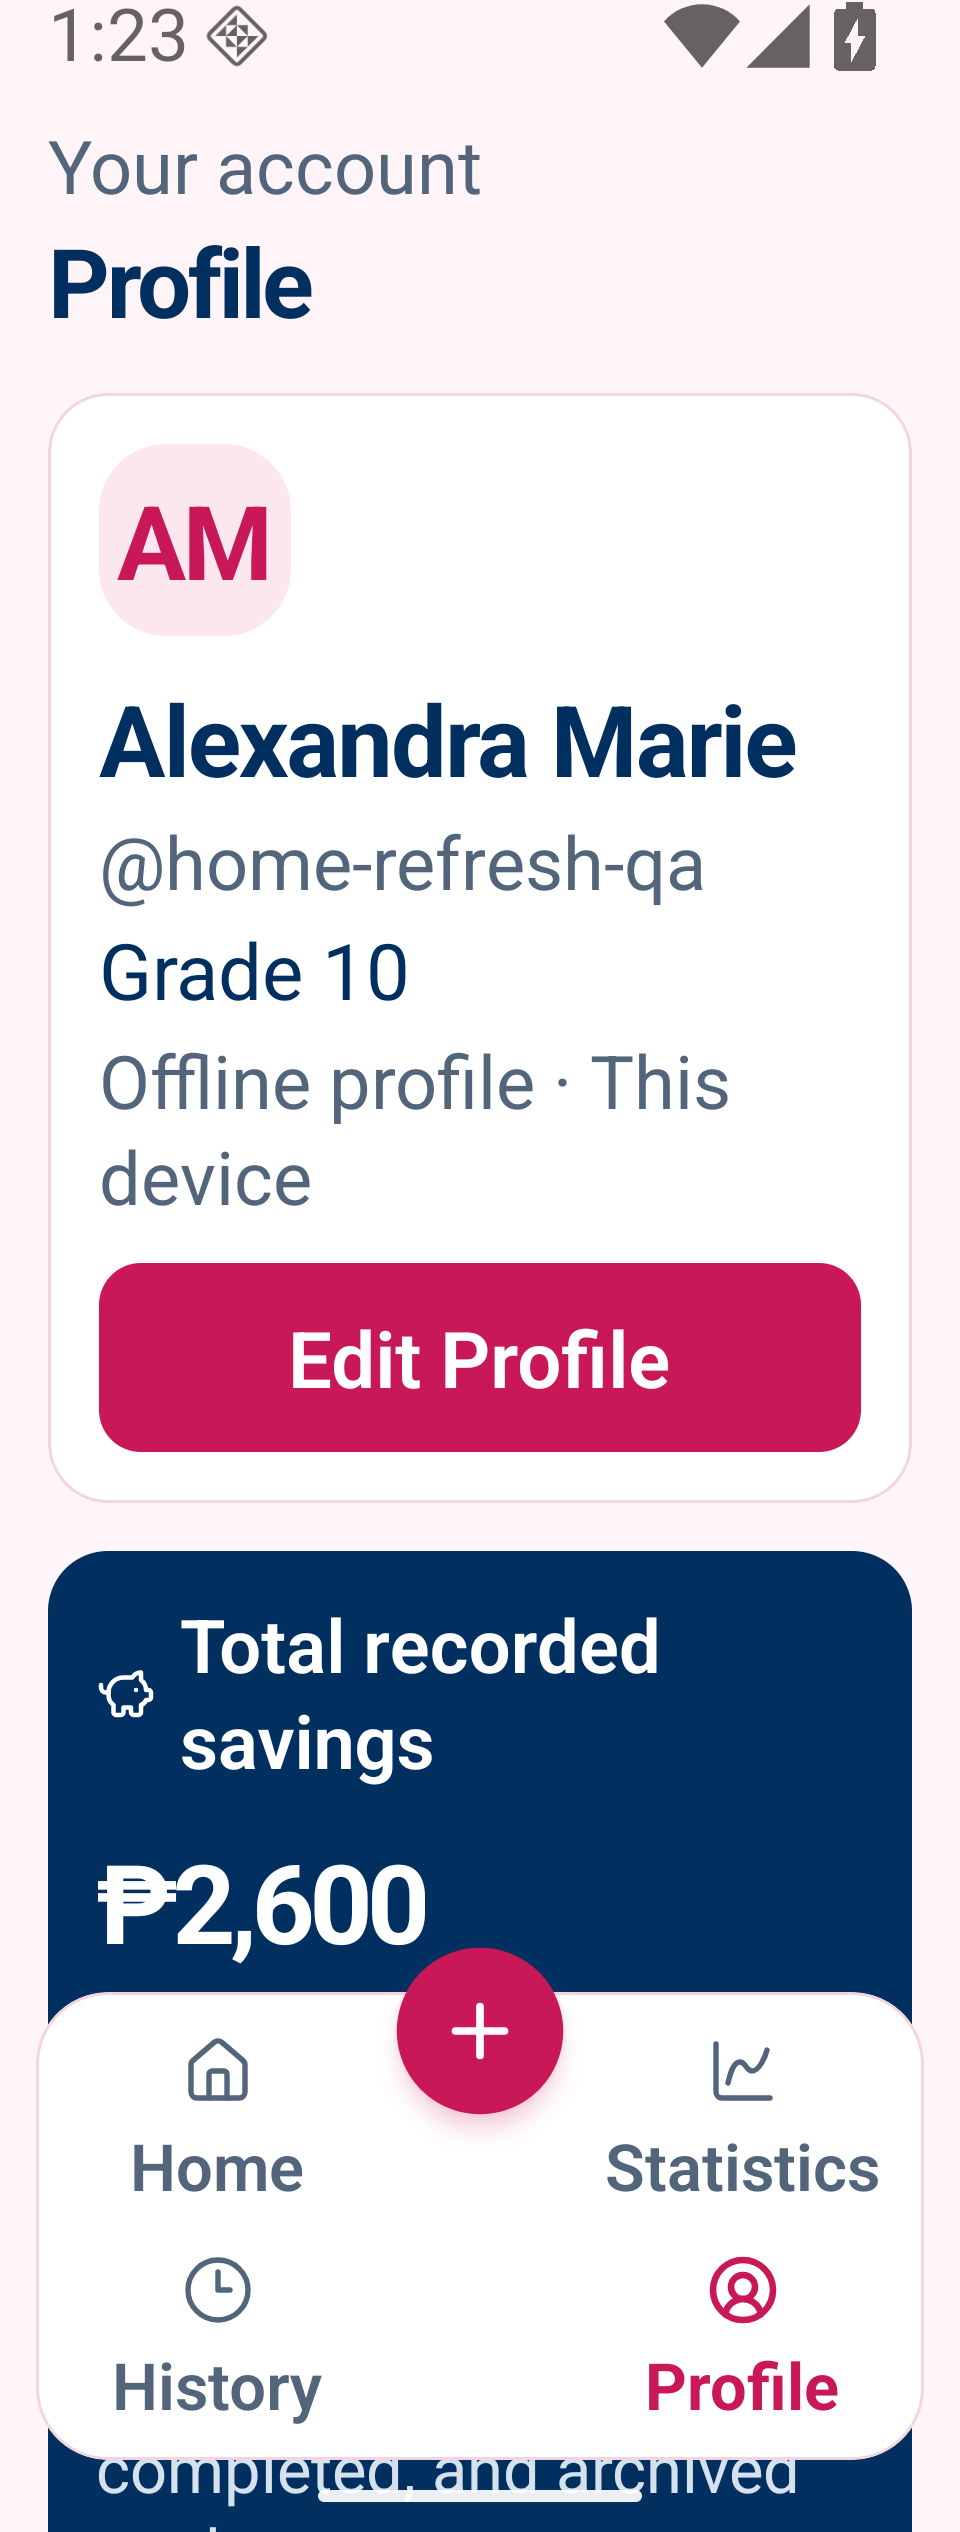 1:23
Your account
Profile
AM
Alexandra Marie
@home-refresh-qa
Grade 10
Offline profile · This
device
Edit Profile
Total recorded
savings
₱2,600
Home
Statistics
History
Profile
completed, and archived